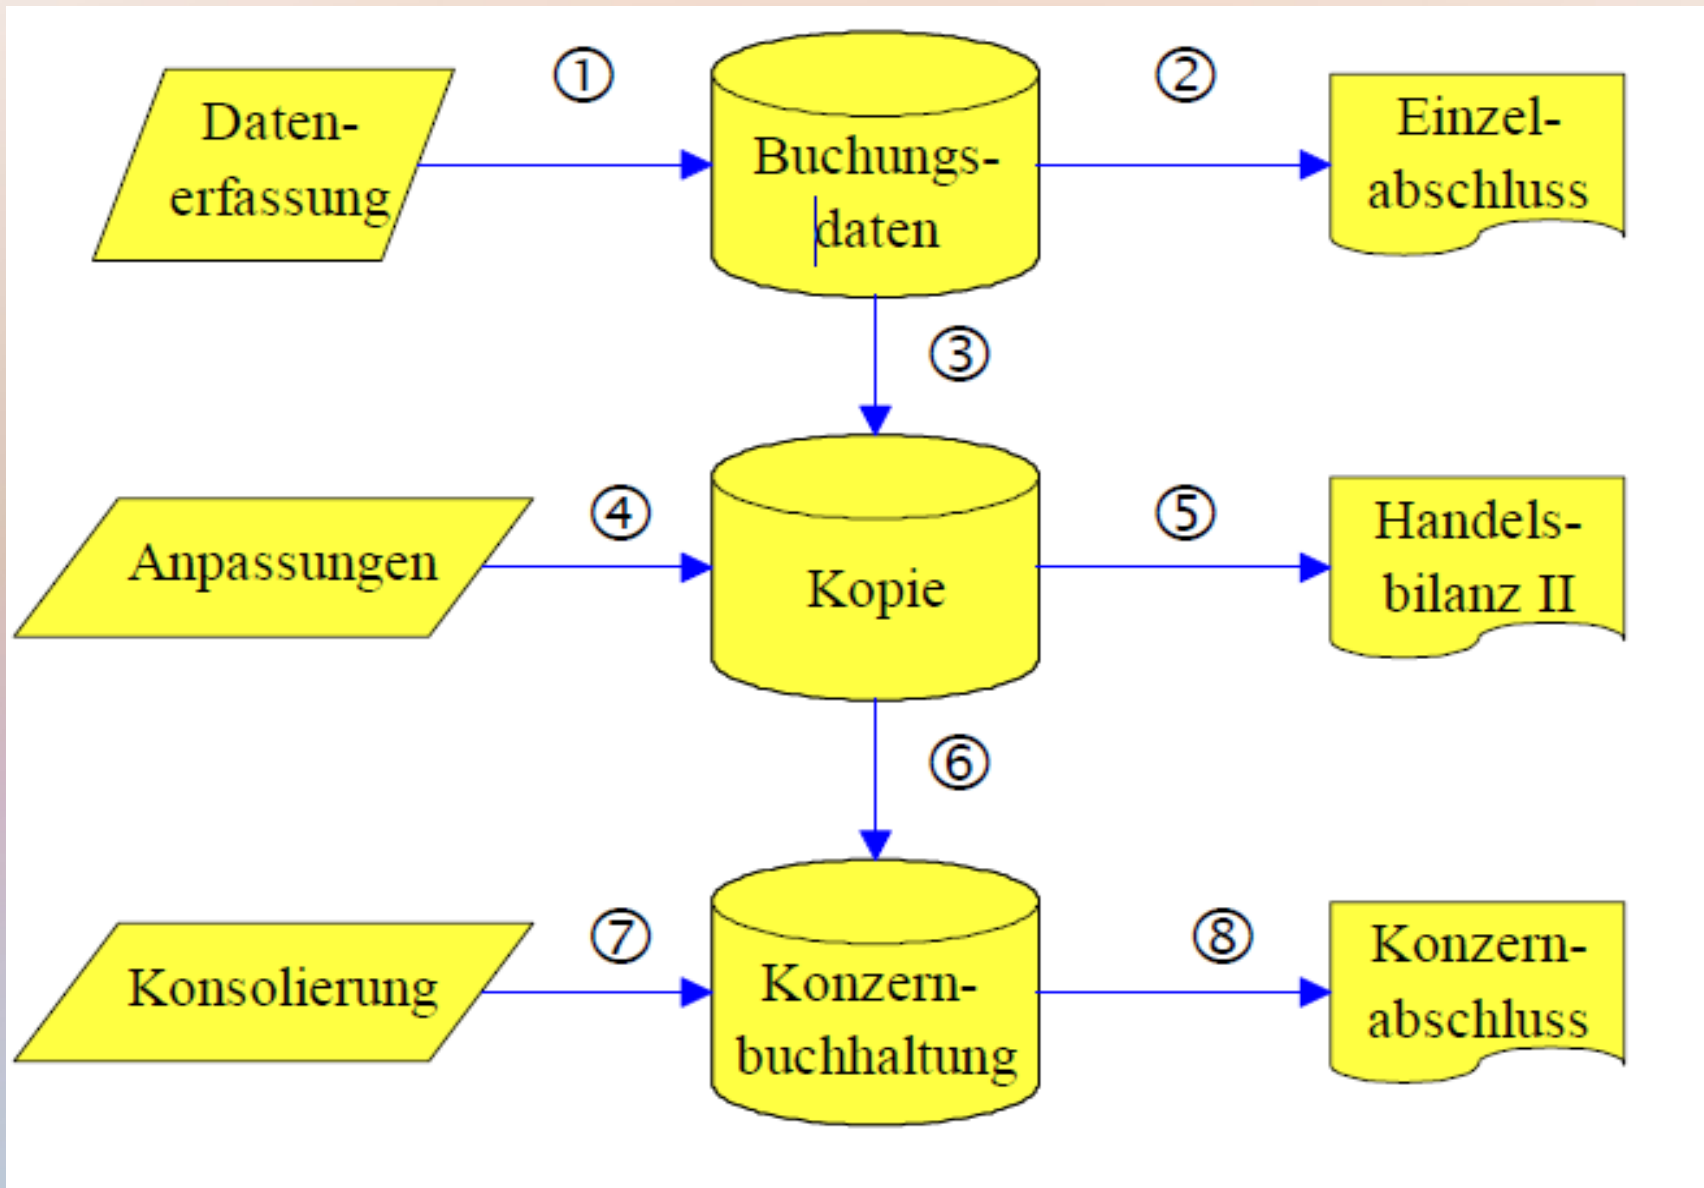 Daten-
erfassung
①
Buchungs-
daten
②
Einzel-
abschluss
③
Anpassungen
④
Kopie
⑤
Handels-
bilanz II
⑥
Konsolierung
⑦
Konzern-
buchhaltung
⑧
Konzern-
abschluss